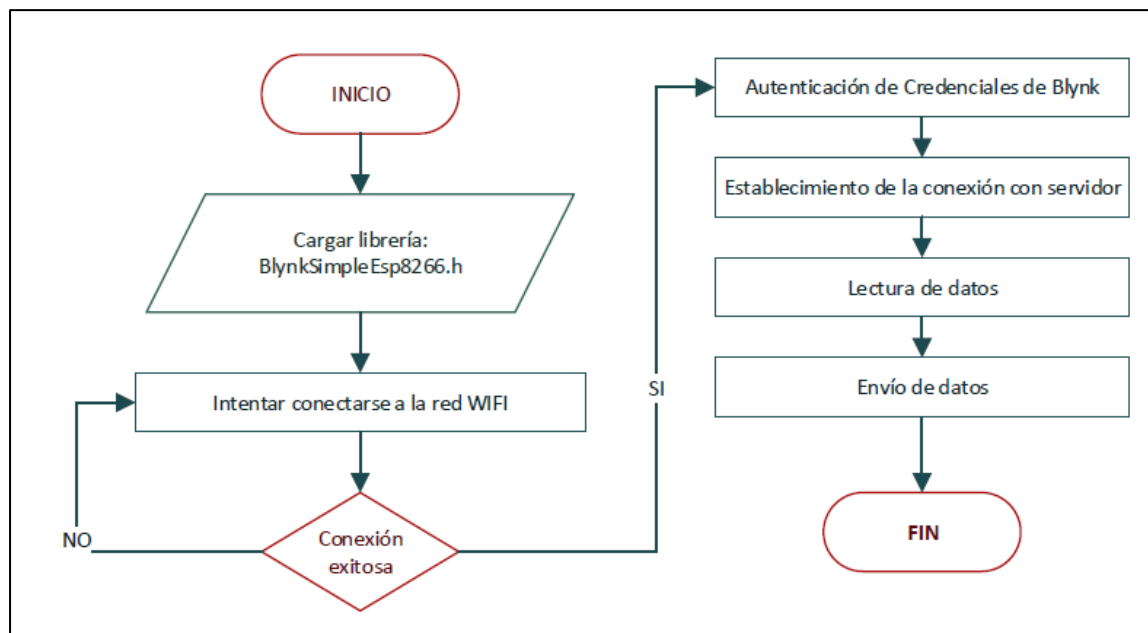 INICIO
Cargar librería:
BlynkSimpleEsp8266.h
Intentar conectarse a la red WIFI
NO
Conexión
exitosa
SI
Autenticación de Credenciales de Blynk
Establecimiento de la conexión con servidor
Lectura de datos
Envío de datos
FIN